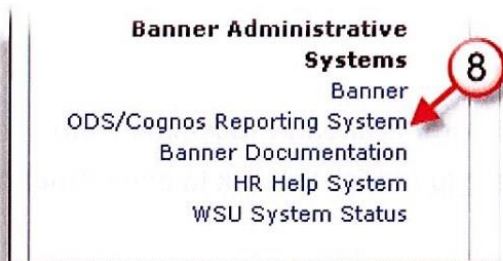 Banner Administrative
Systems
8
Banner
ODS/Cognos Reporting System
Banner Documentation
HR Help System
WSU System Status